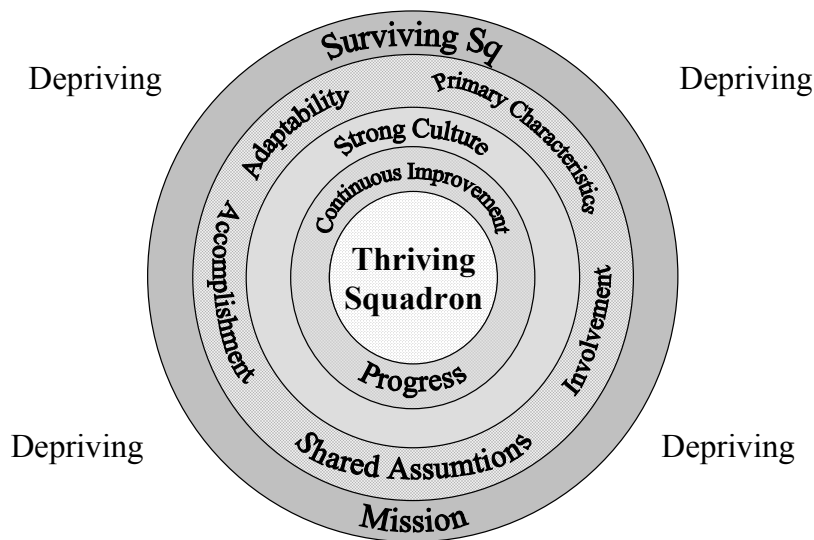 Surviving Sq
Depriving
Depriving
Primary Characteristics
Adaptability
Strong Culture
Continuous Improvement
Accomplishment
Thriving
Squadron
Involvement
Progress
Depriving
Depriving
Shared Assumtions
Mission